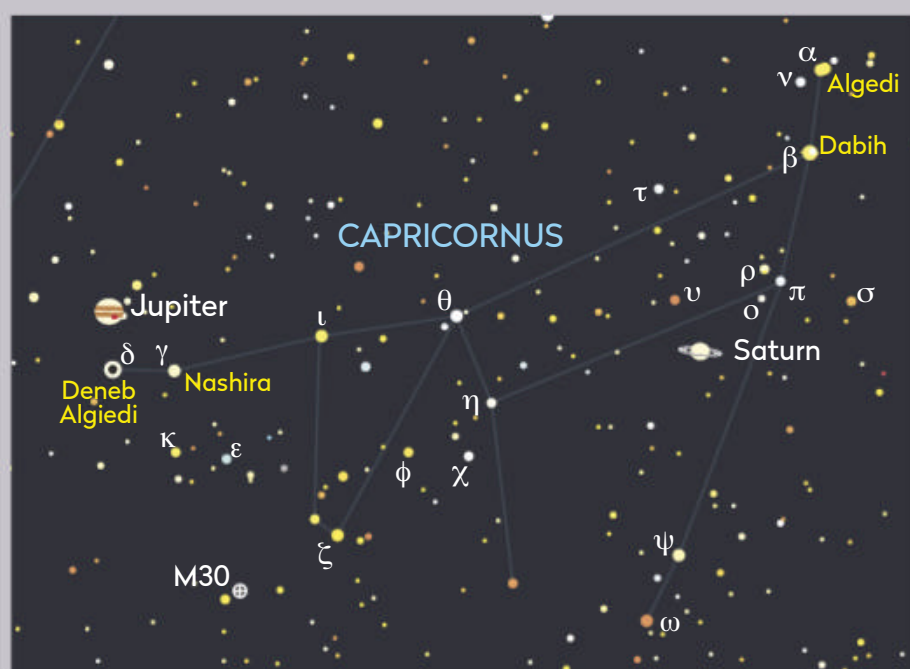 α
ν
Algedi
β
Dabih
τ
CAPRICORNUS
ρ
π
ο
σ
υ
Jupiter
ι
θ
Saturn
δ
γ
Deneb
Algiedi
Nashira
η
κ
ε
φ
χ
ζ
ψ
M30
ω